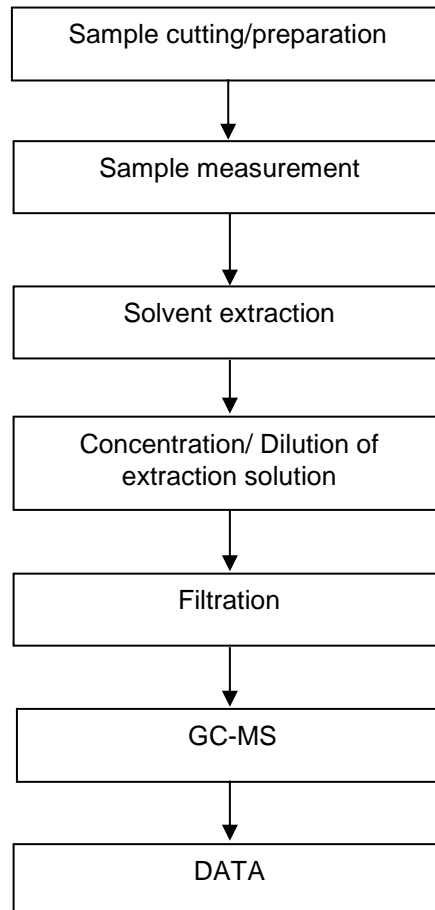 Sample cutting/preparation
Sample measurement
Solvent extraction
Concentration/ Dilution of
extraction solution
Filtration
GC-MS
DATA